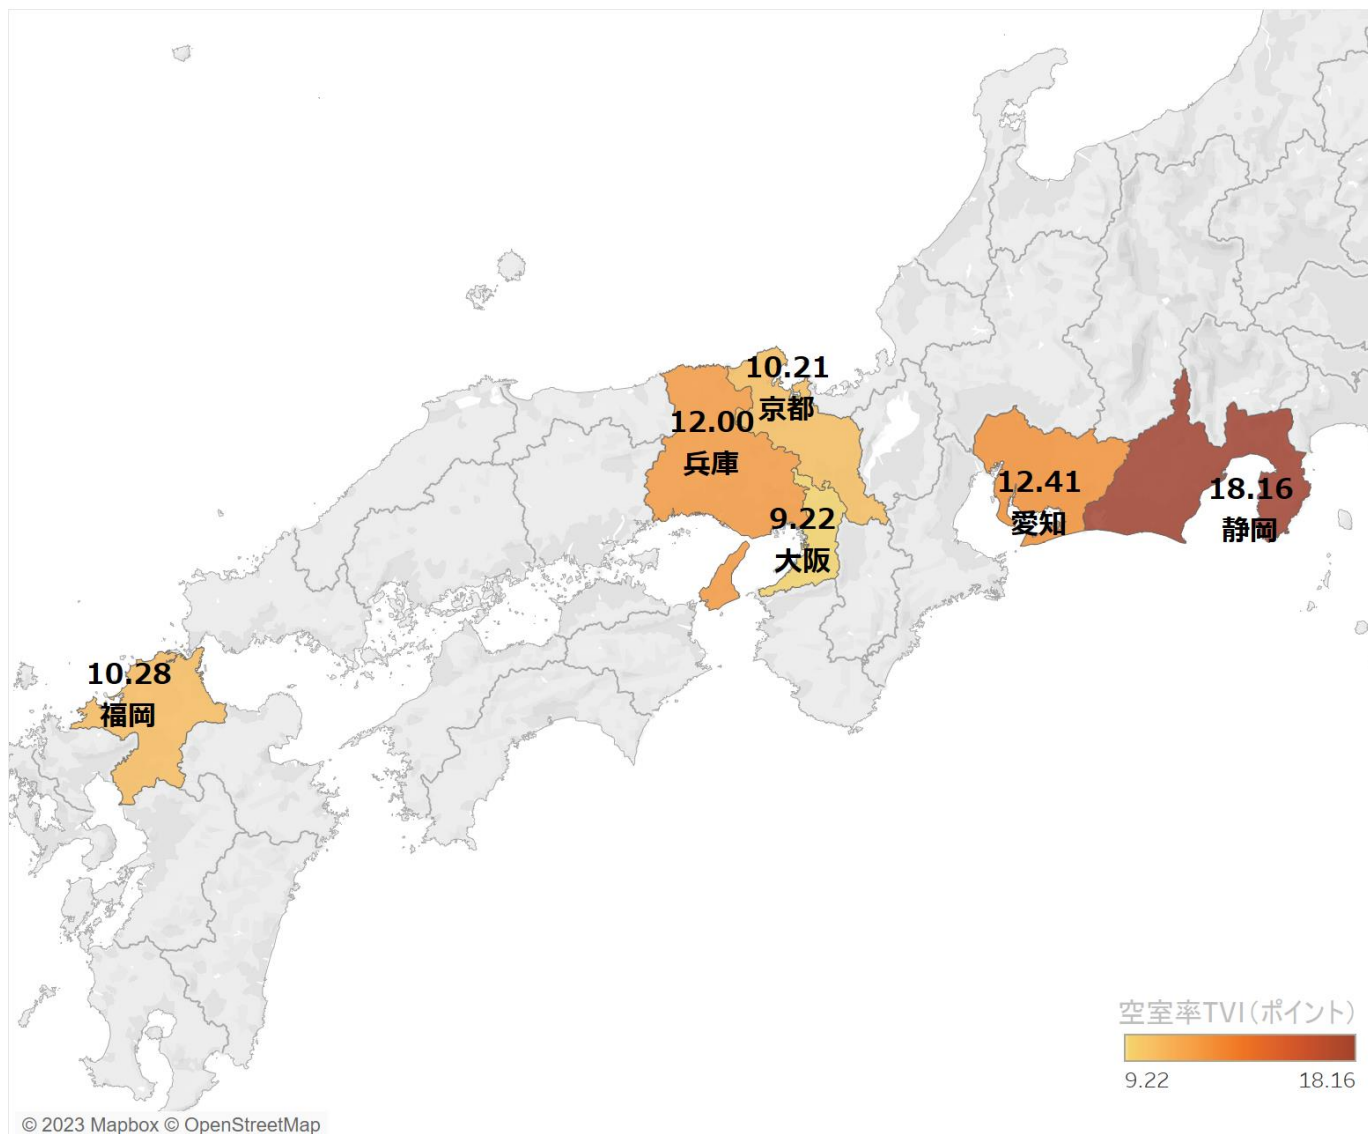 10.21
京都
12.00
兵庫
9.22
大阪
12.41
愛知
18.16
静岡
10.28
福岡
空室率TVI(ポイント)
9.22 18.16
© 2023 Mapbox © OpenStreetMap